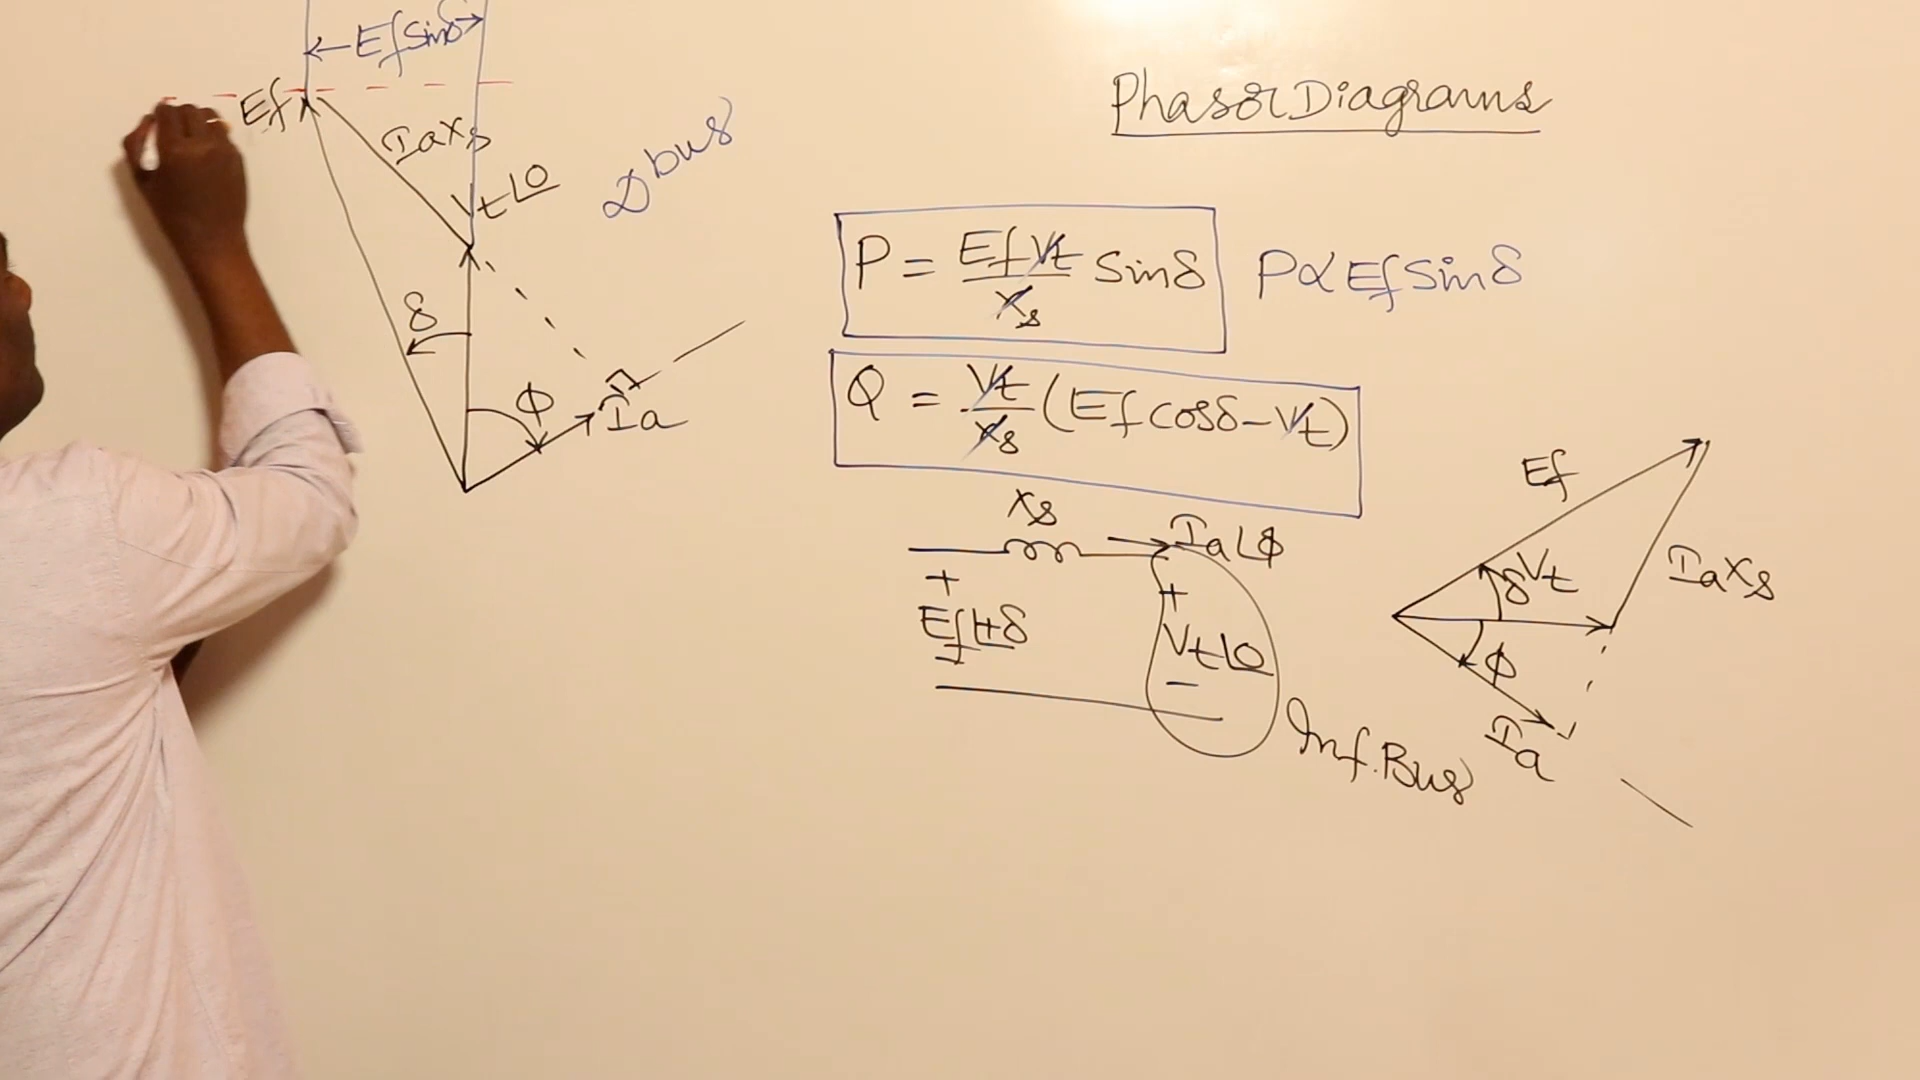 Phasor Diagrams
Ef Sinδ
Ef
IaXs
Vt∠0
δ
ϕ
Ia
bus
P = Ef Vt / Xs Sinδ
P ∝ Ef Sinδ
Q = Vt / Xs (Ef cosδ - Vt)
Xs
Ia∠ϕ
+
+
Ef∠+δ
Vt∠0
-
-
Inf. Bus
Ef
δ
Vt
IaXs
ϕ
Ia